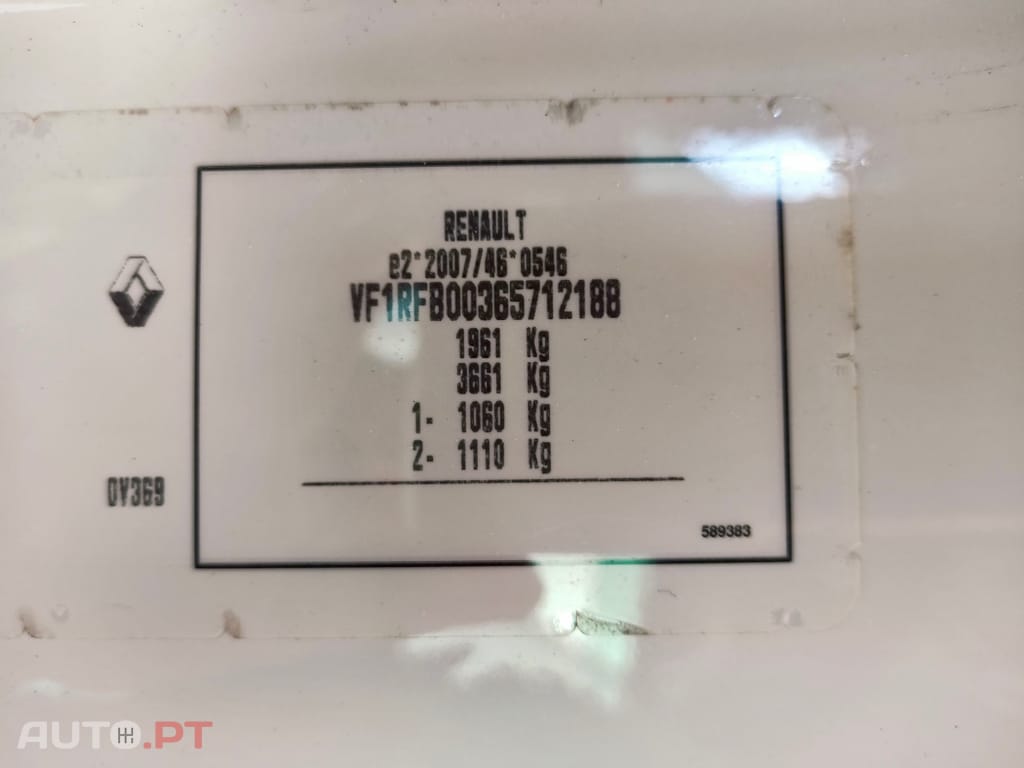 RENAULT
e2*2007/46*0546
VF1RFB00365712188
1961 Kg
3661 Kg
1- 1060 Kg
2- 1110 Kg
0V369
589383
AUTO.PT